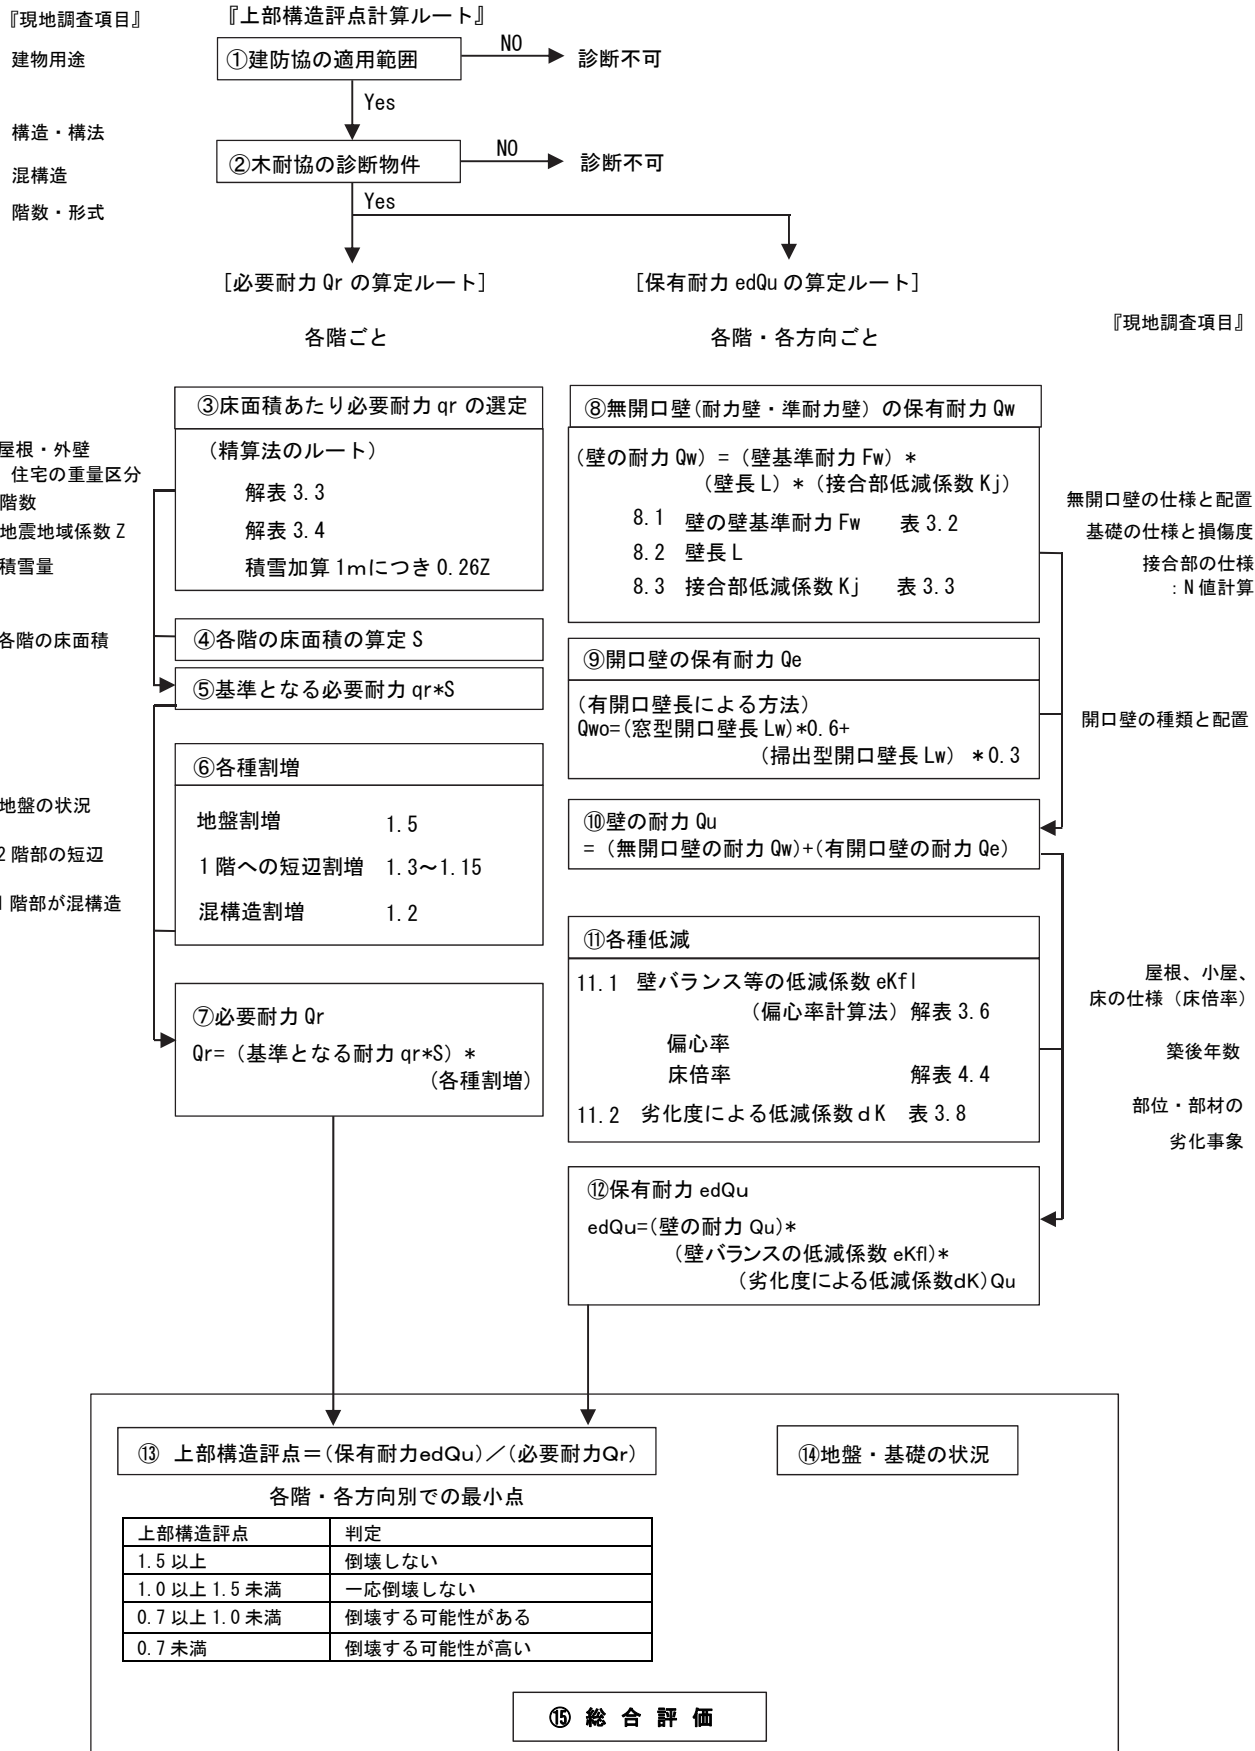 『現地調査項目』
『上部構造評点計算ルート』
建物用途
①建防協の適用範囲
NO
診断不可
Yes
構造・構法
②木耐協の診断物件
NO
診断不可
混構造
Yes
階数・形式
[必要耐力 Qr の算定ルート]
[保有耐力 edQu の算定ルート]
各階ごと
各階・各方向ごと
『現地調査項目』
③床面積あたり必要耐力 qr の選定
(精算法のルート)
解表 3.3
解表 3.4
積雪加算 1mにつき 0.26Z
屋根・外壁
住宅の重量区分
階数
地震地域係数 Z
積雪量
各階の床面積
④各階の床面積の算定 S
⑤基準となる必要耐力 qr*S
⑥各種割増
地盤割増 1.5
1階への短辺割増 1.3～1.15
混構造割増 1.2
地盤の状況
2階部の短辺
階部が混構造
⑦必要耐力 Qr
Qr= (基準となる耐力 qr*S) *
(各種割増)
⑧無開口壁(耐力壁・準耐力壁) の保有耐力 Qw
(壁の耐力 Qw) = (壁基準耐力 Fw) *
(壁長 L) * (接合部低減係数 Kj)
8.1 壁の壁基準耐力 Fw 表 3.2
8.2 壁長 L
8.3 接合部低減係数 Kj 表 3.3
無開口壁の仕様と配置
基礎の仕様と損傷度
接合部の仕様
: N 値計算
⑨開口壁の保有耐力 Qe
(有開口壁長による方法)
Qwo=(窓型開口壁長 Lw)*0.6+
(掃出型開口壁長 Lw) *0.3
開口壁の種類と配置
⑩壁の耐力 Qu
= (無開口壁の耐力 Qw)+(有開口壁の耐力 Qe)
⑪各種低減
11.1 壁バランス等の低減係数 eKfl
(偏心率計算法) 解表 3.6
偏心率
床倍率 解表 4.4
11.2 劣化度による低減係数 dK 表 3.8
屋根、小屋、
床の仕様 (床倍率)
築後年数
部位・部材の
劣化事象
⑫保有耐力 edQu
edQu=(壁の耐力 Qu)*
(壁バランスの低減係数 eKfl)*
(劣化度による低減係数dK)Qu
⑬ 上部構造評点=(保有耐力edQu)／(必要耐力Qr)
⑭地盤・基礎の状況
各階・各方向別での最小点
上部構造評点 判定
1.5 以上 倒壊しない
1.0 以上 1.5 未満 一応倒壊しない
0.7 以上 1.0 未満 倒壊する可能性がある
0.7 未満 倒壊する可能性が高い
⑮ 総 合 評 価